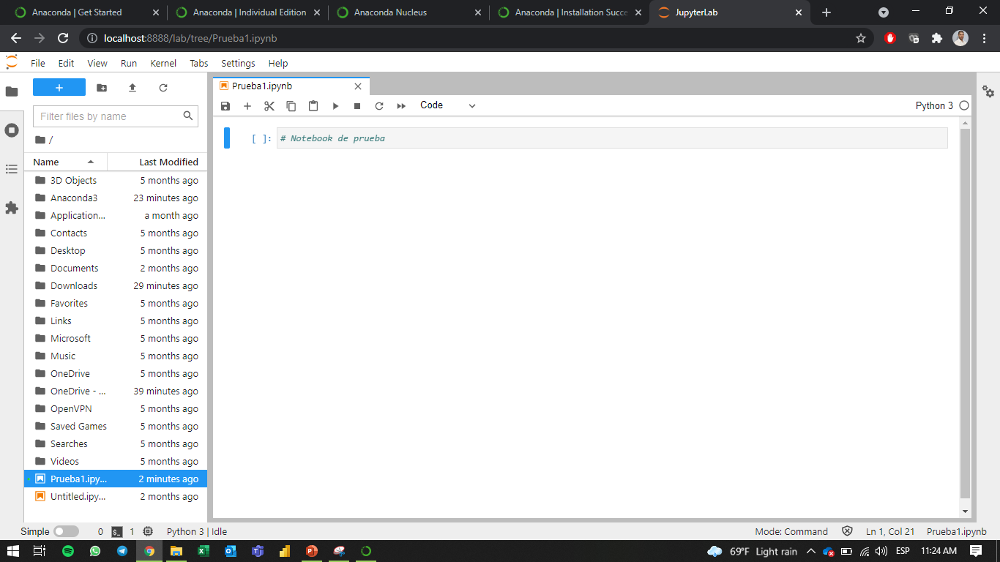 Anaconda | Get Started
Anaconda | Individual Edition
Anaconda Nucleus
Anaconda | Installation Succe
JupyterLab
localhost:8888/lab/tree/Prueba1.ipynb
File Edit View Run Kernel Tabs Settings Help
Filter files by name
/
Name Last Modified
3D Objects 5 months ago
Anaconda3 23 minutes ago
Application... a month ago
Contacts 5 months ago
Desktop 5 months ago
Documents 2 months ago
Downloads 29 minutes ago
Favorites 5 months ago
Links 5 months ago
Microsoft 5 months ago
Music 5 months ago
OneDrive 5 months ago
OneDrive - ... 39 minutes ago
OpenVPN 5 months ago
Saved Games 5 months ago
Searches 5 months ago
Videos 5 months ago
Prueba1.ipy... 2 minutes ago
Untitled.ipy... 2 months ago
Prueba1.ipynb
Code
Python 3
[ ]: # Notebook de prueba
Simple 0 $_ 1 Python 3 | Idle Mode: Command Ln 1, Col 21 Prueba1.ipynb
69°F Light rain ESP 11:24 AM